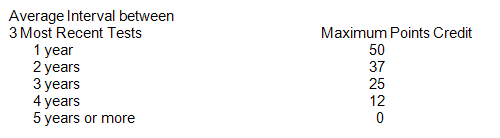 Average Interval between
3 Most Recent Tests Maximum Points Credit
1 year 50
2 years 37
3 years 25
4 years 12
5 years or more 0